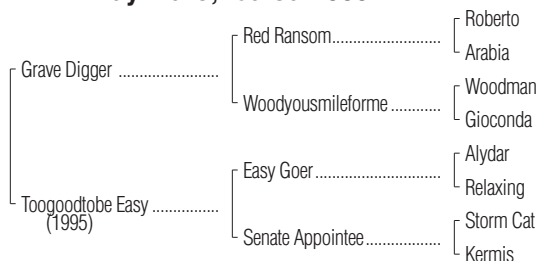 Roberto
Red Ransom..............................
Arabia
Grave Digger ........................
Woodman
Woodyousmileforme ............
Gioconda
Alydar
Easy Goer..............................
Relaxing
Toogoodtobe Easy ................
(1995)
Storm Cat
Senate Appointee..................
Kermis